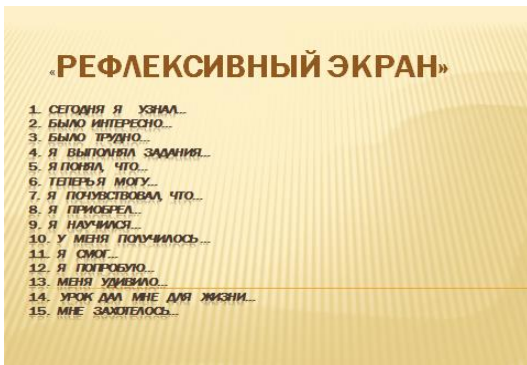 «РЕФЛЕКСИВНЫЙ ЭКРАН»
1. СЕГОДНЯ Я УЗНАЛ...
2. БЫЛО ИНТЕРЕСНО...
3. БЫЛО ТРУДНО...
4. Я ВЫПОЛНЯЛ ЗАДАНИЯ...
5. Я ПОНЯЛ, ЧТО...
6. ТЕПЕРЬ Я МОГУ...
7. Я ПОЧУВСТВОВАЛ, ЧТО...
8. Я ПРИОБРЕЛ...
9. Я НАУЧИЛСЯ...
10. У МЕНЯ ПОЛУЧИЛОСЬ...
11. Я СМОГ...
12. Я ПОПРОБУЮ...
13. МЕНЯ УДИВИЛО...
14. УРОК ДАЛ МНЕ ДЛЯ ЖИЗНИ...
15. МНЕ ЗАХОТЕЛОСЬ...